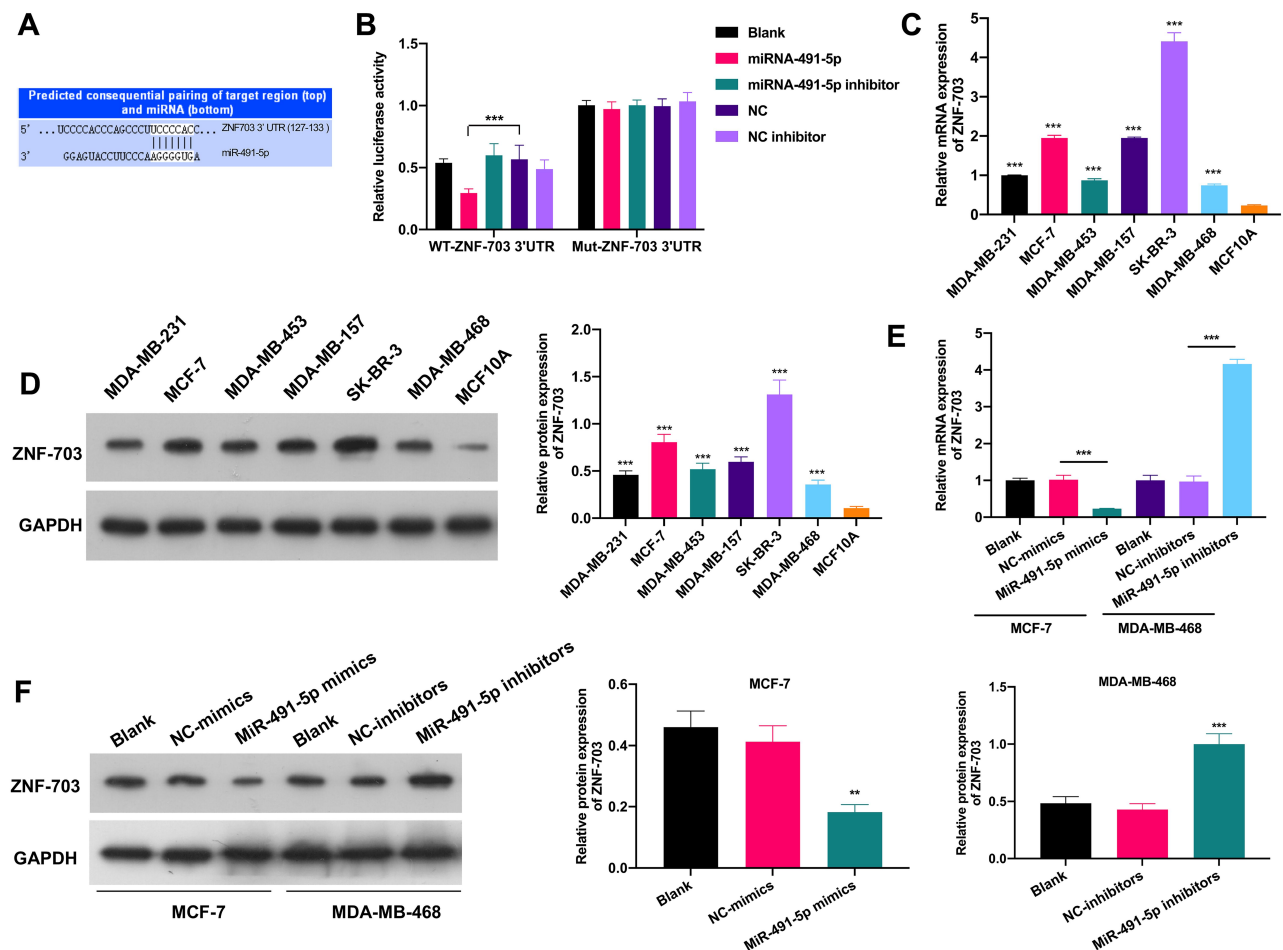 A
Predicted consequential pairing of target region (top)
and miRNA (bottom)
5' ...UCCCCACCCAGCCCUUCCCCACC... ZNF703 3' UTR (127-133)
3' GGAGUACCUUCCCAAGGGGUGA miR-491-5p
B
Relative luciferase activity
1.5
1.0
0.5
0.0
***
WT-ZNF-703 3'UTR
Mut-ZNF-703 3'UTR
Blank
miRNA-491-5p
miRNA-491-5p inhibitor
NC
NC inhibitor
C
Relative mRNA expression
of ZNF-703
5
4
3
2
1
0
***
***
***
***
***
***
MDA-MB-231
MCF-7
MDA-MB-453
MDA-MB-157
SK-BR-3
MDA-MB-468
MCF10A
D
MDA-MB-231
MCF-7
MDA-MB-453
MDA-MB-157
SK-BR-3
MDA-MB-468
MCF10A
ZNF-703
GAPDH
Relative protein expression
of ZNF-703
2.0
1.5
1.0
0.5
0.0
***
***
***
***
***
***
MDA-MB-231
MCF-7
MDA-MB-453
MDA-MB-157
SK-BR-3
MDA-MB-468
MCF10A
E
Relative mRNA expression
of ZNF-703
5
4
3
2
1
0
***
***
Blank
NC-mimics
MiR-491-5p mimics
Blank
NC-inhibitors
MiR-491-5p inhibitors
MCF-7
MDA-MB-468
F
Blank
NC-mimics
MiR-491-5p mimics
Blank
NC-inhibitors
MiR-491-5p inhibitors
ZNF-703
GAPDH
MCF-7
MDA-MB-468
MCF-7
Relative protein expression
of ZNF-703
0.6
0.4
0.2
0.0
**
Blank
NC-mimics
MiR-491-5p mimics
MDA-MB-468
Relative protein expression
of ZNF-703
1.5
1.0
0.5
0.0
***
Blank
NC-inhibitors
MiR-491-5p inhibitors